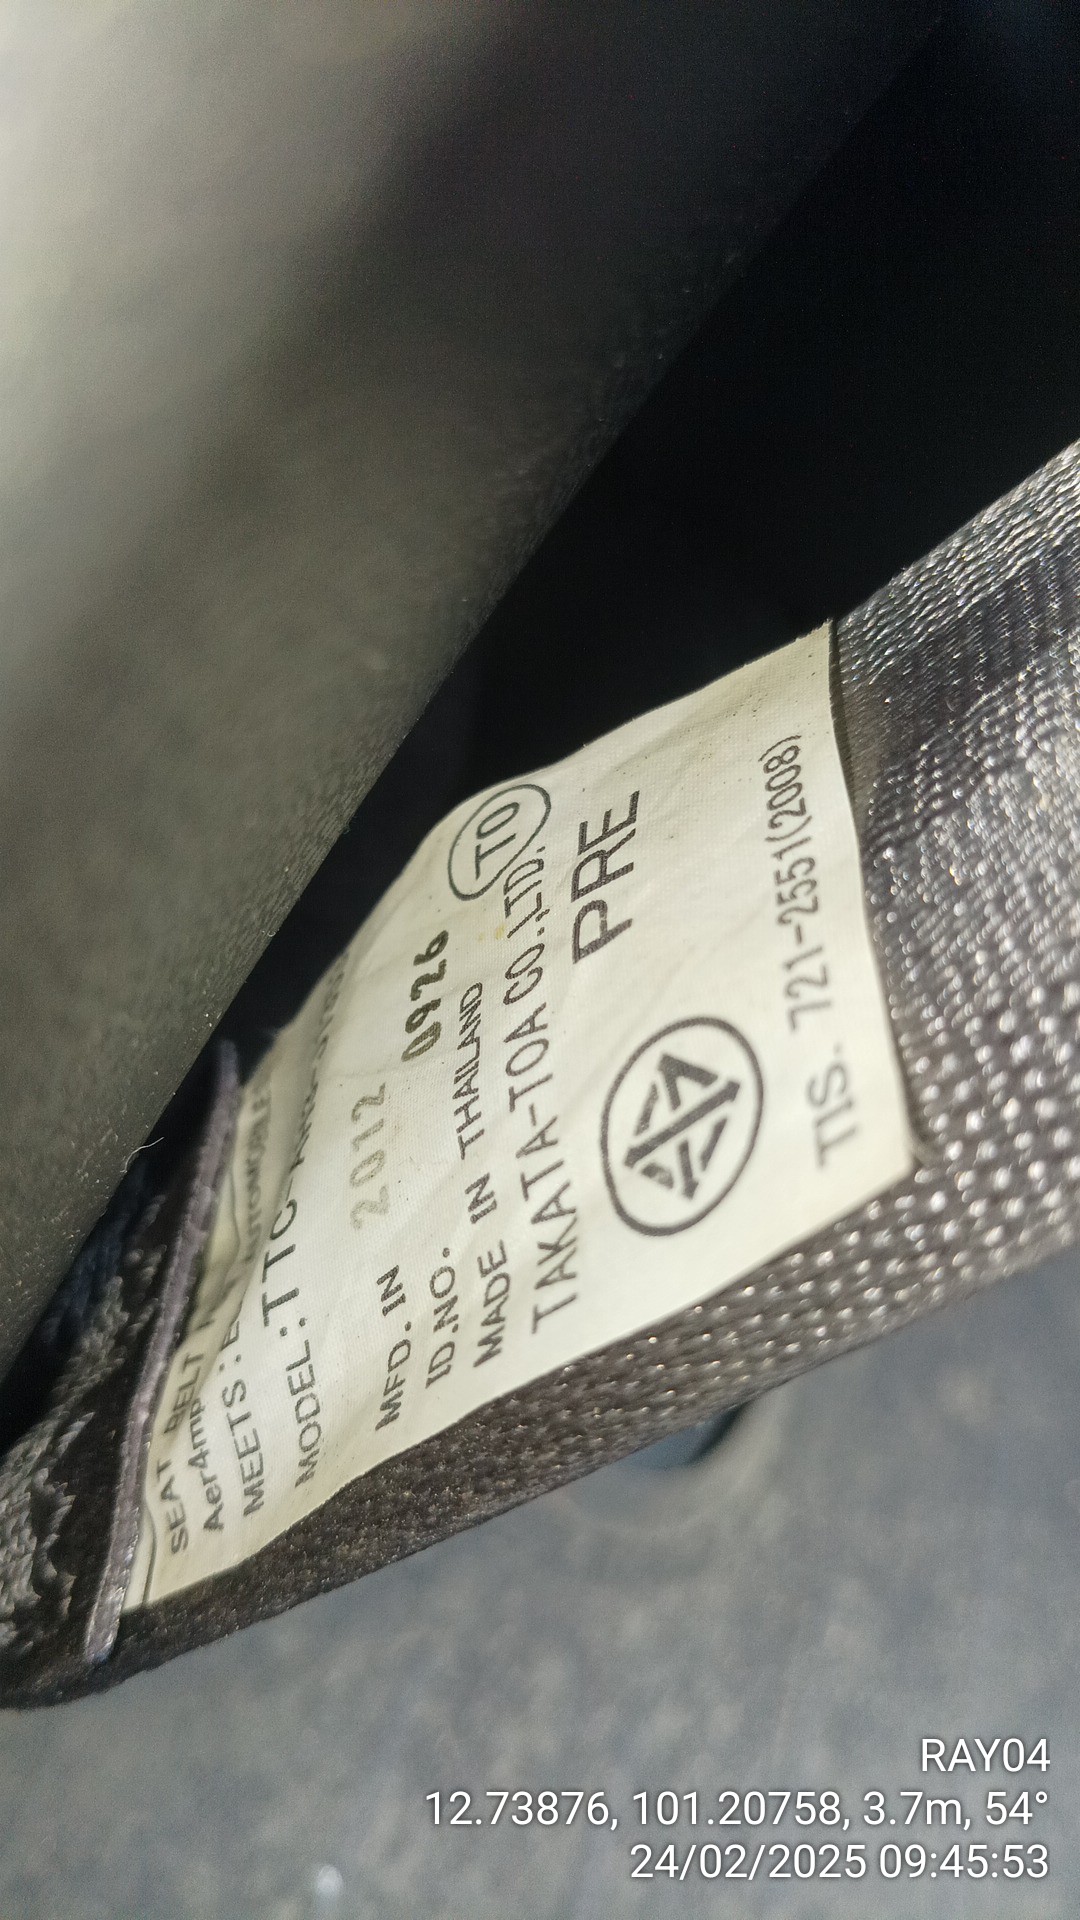 SEAT BELT
Aer4mp
MEETS:
MODEL:TTC
MFD. IN 2012
ID.NO. 0926
MADE IN THAILAND
TAKATA-TOA CO.,LTD.
TO
PRE
TIS. 721-2551(2008)
RAY04
12.73876, 101.20758, 3.7m, 54°
24/02/2025 09:45:53